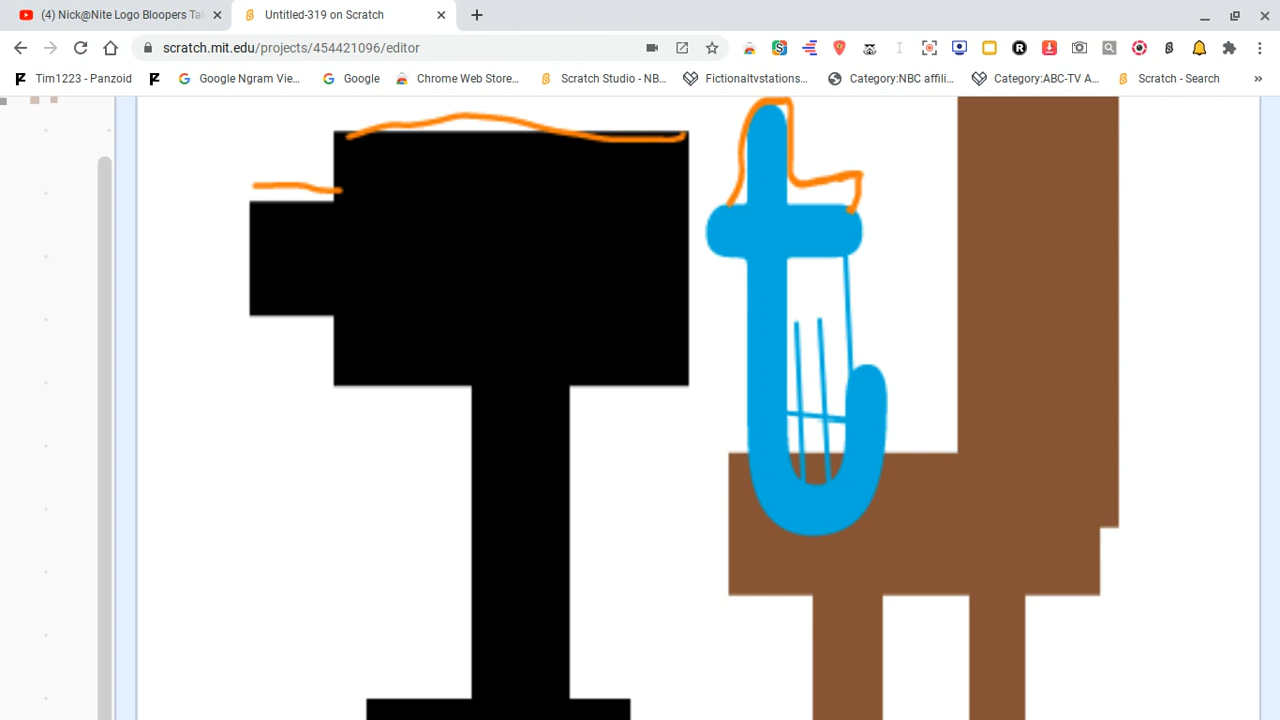 (4) Nick@Nite Logo Bloopers Ta
Untitled-319 on Scratch
scratch.mit.edu/projects/454421096/editor
Tim1223 - Panzoid
Google Ngram Vie...
Google
Chrome Web Store...
Scratch Studio - NB...
Fictionaltvstations...
Category:NBC affili...
Category:ABC-TV A...
Scratch - Search
»
t